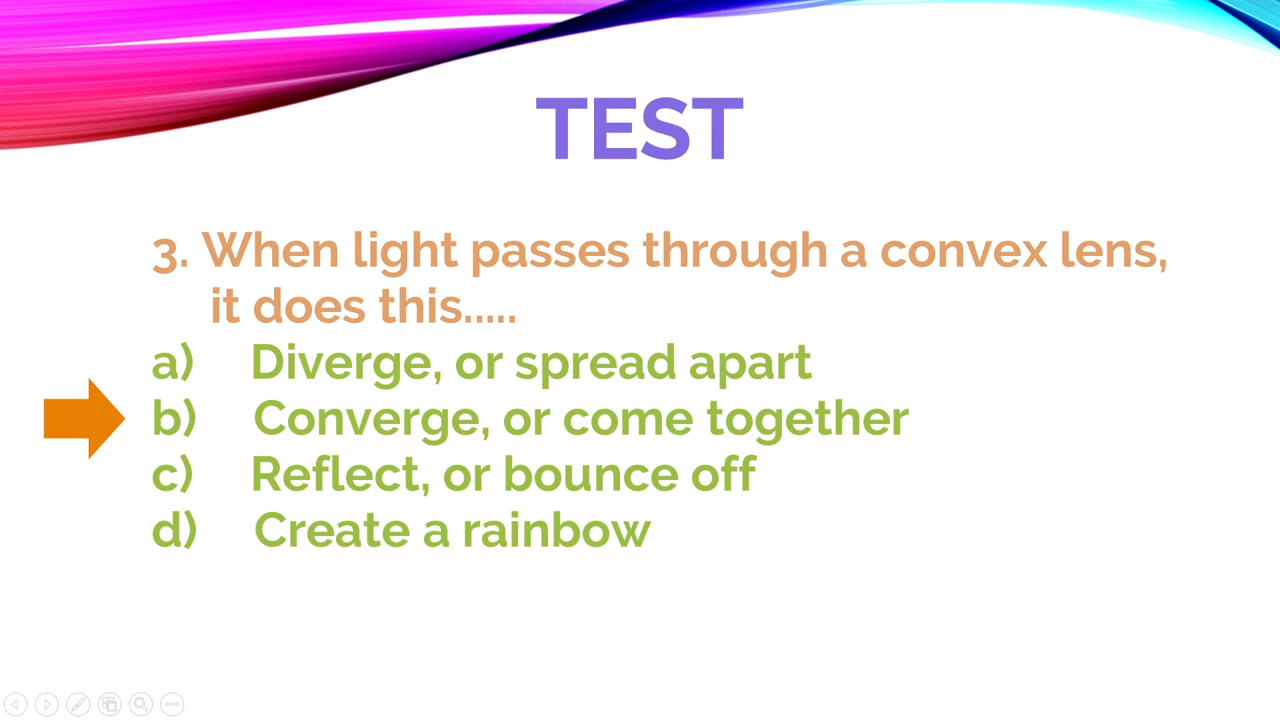 TEST
3. When light passes through a convex lens,
it does this.....
a) Diverge, or spread apart
b) Converge, or come together
c) Reflect, or bounce off
d) Create a rainbow